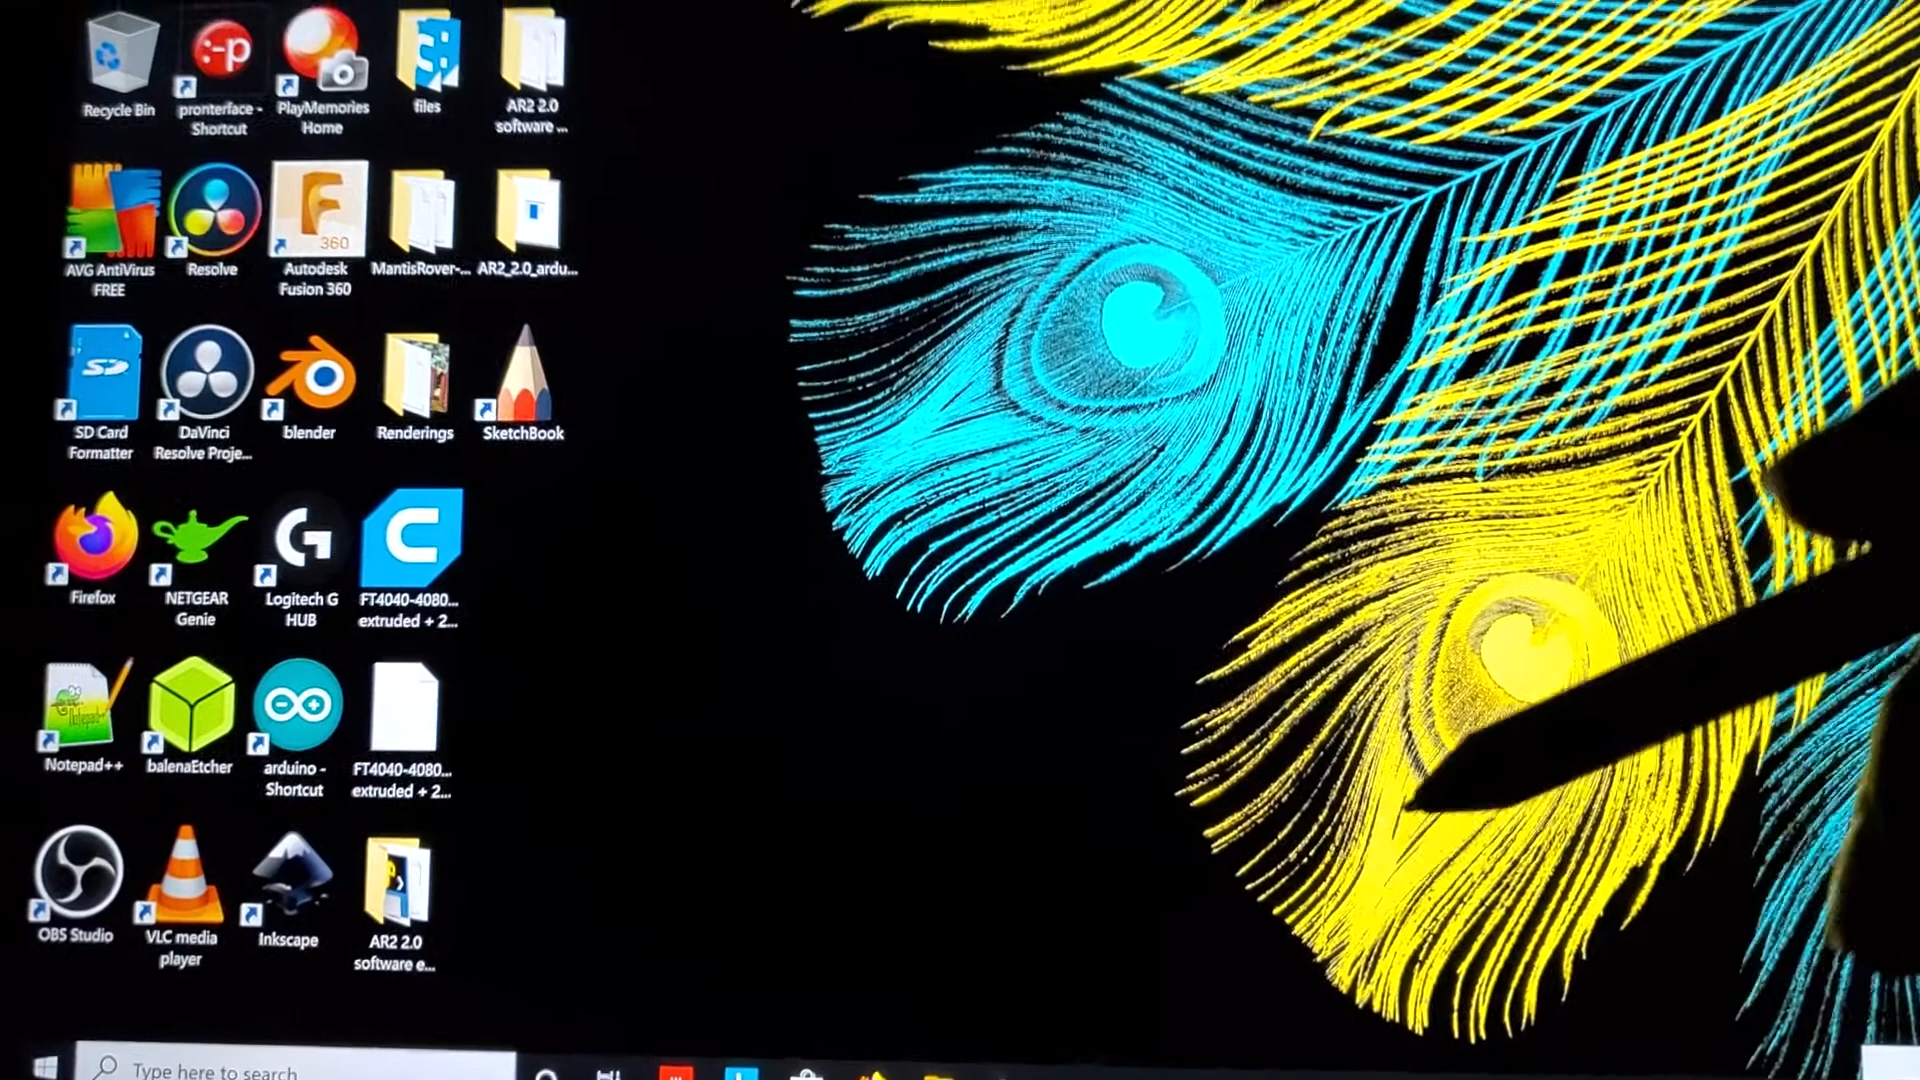 :-p
Recycle Bin
pronterface -
Shortcut
PlayMemories
Home
files
AR2 2.0
software ...
AVG AntiVirus
FREE
Resolve
360
Autodesk
Fusion 360
MantisRover-...
AR2_2.0_ardu...
SD Card
Formatter
DaVinci
Resolve Proje...
blender
Renderings
SketchBook
Firefox
NETGEAR
Genie
Logitech G
HUB
FT4040-4080...
extruded + 2...
Notepad++
balenaEtcher
arduino -
Shortcut
FT4040-4080...
extruded + 2...
OBS Studio
VLC media
player
Inkscape
AR2 2.0
software e...
Type here to search